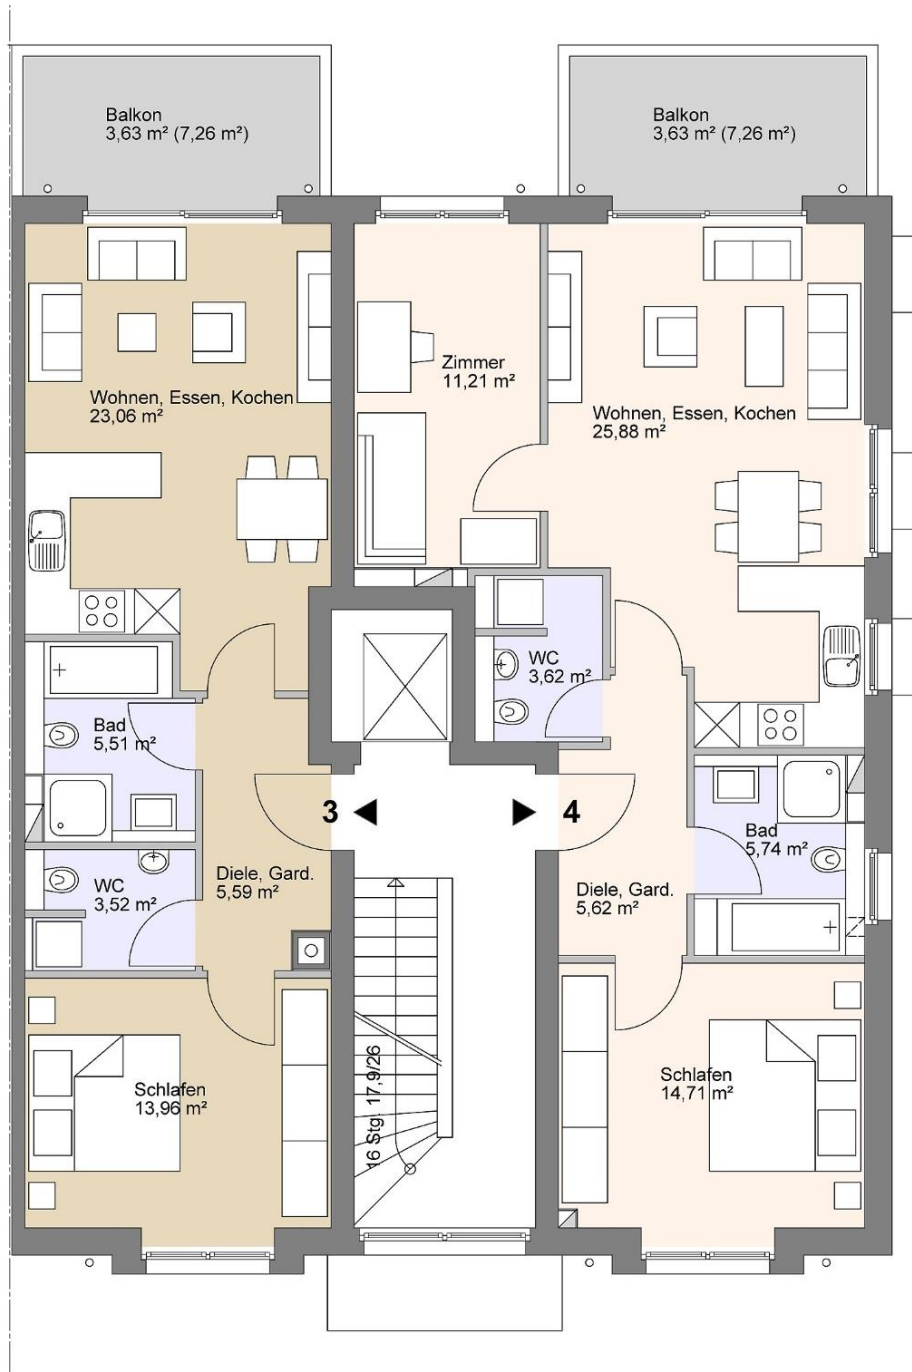 Balkon
3,63 m² (7,26 m²)
Balkon
3,63 m² (7,26 m²)
Zimmer
11,21 m²
Wohnen, Essen, Kochen
23,06 m²
Wohnen, Essen, Kochen
25,88 m²
WC
3,62 m²
Bad
5,51 m²
3
4
Bad
5,74 m²
WC
3,52 m²
Diele, Gard.
5,59 m²
Diele, Gard.
5,62 m²
Schlafen
13,96 m²
16 Stg. 17,9/26
Schlafen
14,71 m²